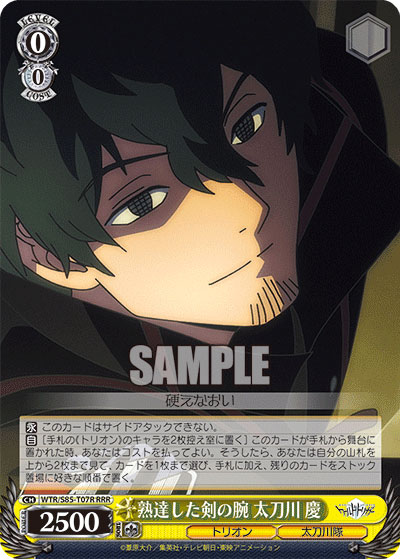 LEVEL
0
0
COST
SAMPLE
硬えなおい
永 このカードはサイドアタックできない。
自 [手札の《トリオン》のキャラを2枚控え室に置く] このカードが手札から舞台に
置かれた時、あなたはコストを払ってよい。そうしたら、あなたは自分の山札を
上から2枚まで見て、カードを1枚まで選び、手札に加え、残りのカードをストック
置場に好きな順番で置く。
CH WTR/S85-T07R RRR
熟達した剣の腕 太刀川 慶
2500
SOUL
トリオン
太刀川隊
©葦原大介／集英社・テレビ朝日・東映アニメーション